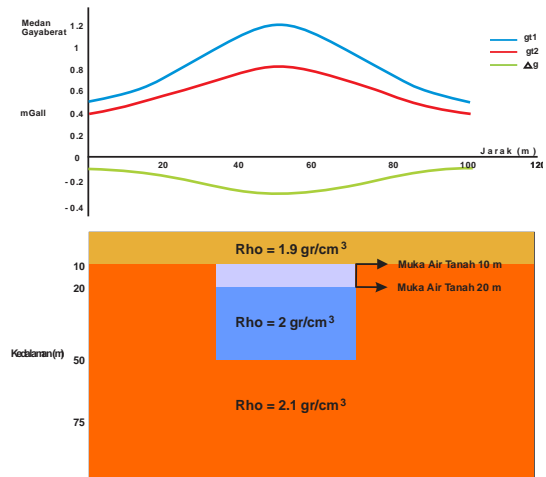 Medan
Gayaberat
mGall
1.2
1
0.8
0.6
0.4
0.2
0
- 0.2
- 0.4
20
40
60
80
100
120
Jarak (m)
gt1
gt2
Δg
Rho = 1.9 gr/cm³
10
Muka Air Tanah 10 m
20
Muka Air Tanah 20 m
Rho = 2 gr/cm³
Kedalaman(m)
50
Rho = 2.1 gr/cm³
75